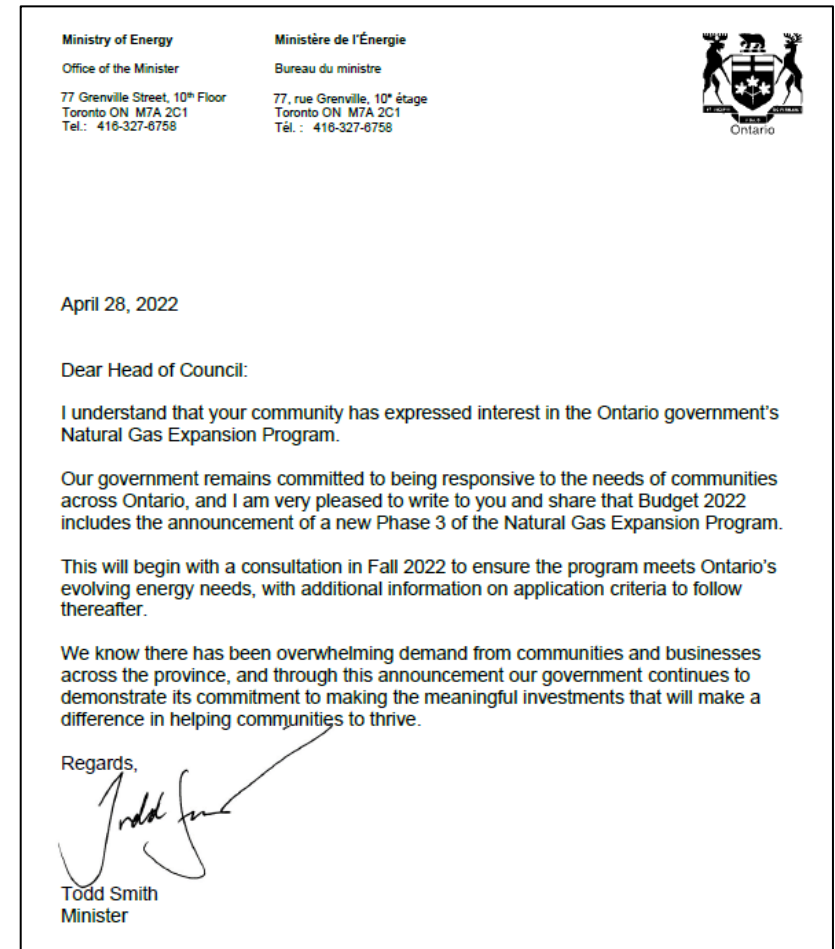 Ministry of Energy
Office of the Minister
77 Grenville Street, 10th Floor
Toronto ON M7A 2C1
Tel.: 416-327-6758
Ministère de l'Énergie
Bureau du ministre
77, rue Grenville, 10e étage
Toronto ON M7A 2C1
Tél. : 416-327-6758
Ontario
April 28, 2022
Dear Head of Council:
I understand that your community has expressed interest in the Ontario government's
Natural Gas Expansion Program.
Our government remains committed to being responsive to the needs of communities
across Ontario, and I am very pleased to write to you and share that Budget 2022
includes the announcement of a new Phase 3 of the Natural Gas Expansion Program.
This will begin with a consultation in Fall 2022 to ensure the program meets Ontario's
evolving energy needs, with additional information on application criteria to follow
thereafter.
We know there has been overwhelming demand from communities and businesses
across the province, and through this announcement our government continues to
demonstrate its commitment to making the meaningful investments that will make a
difference in helping communities to thrive.
Regards,
Todd Smith
Minister